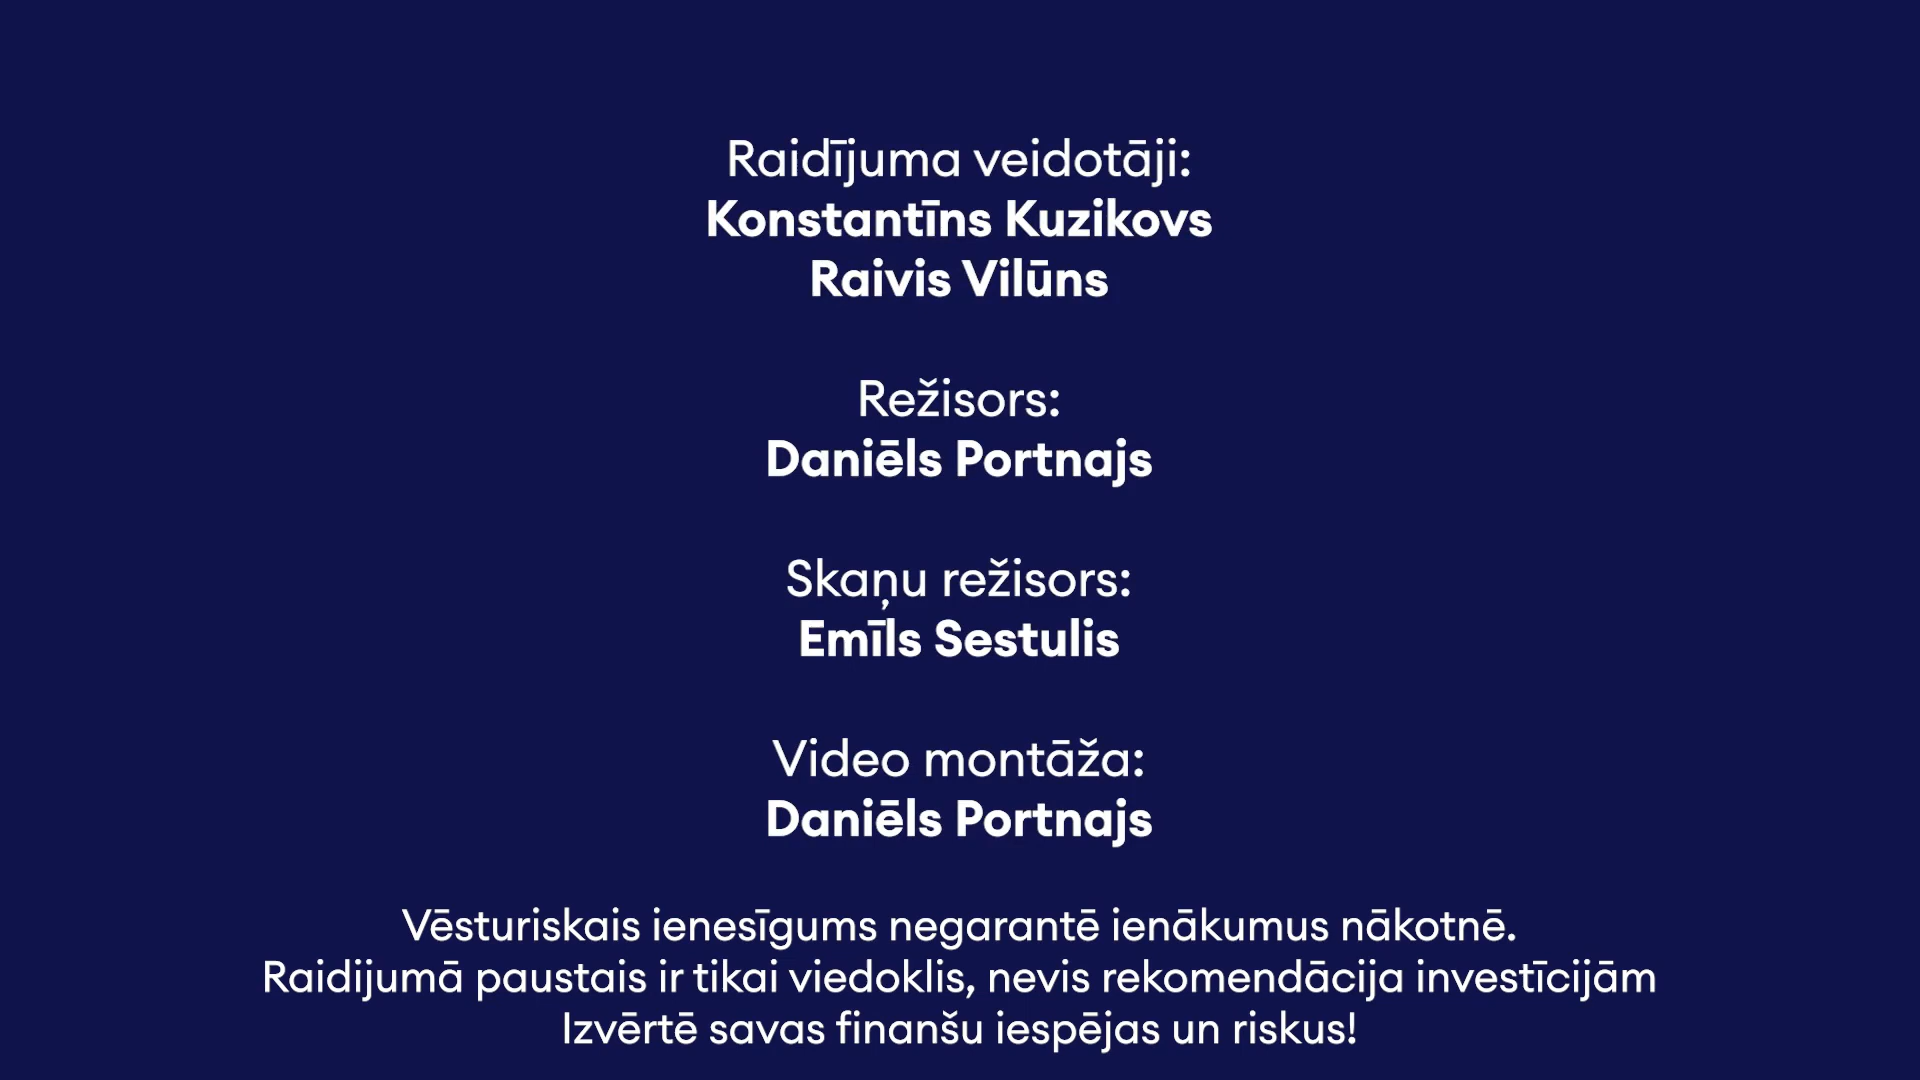 Raidījuma veidotāji:
Konstantīns Kuzikovs
Raivis Vilūns
Režisors:
Daniēls Portnajs
Skaņu režisors:
Emīls Sestulis
Video montāža:
Daniēls Portnajs
Vēsturiskais ienesīgums negarantē ienākumus nākotnē.
Raidijumā paustais ir tikai viedoklis, nevis rekomendācija investīcijām
Izvērtē savas finanšu iespējas un riskus!